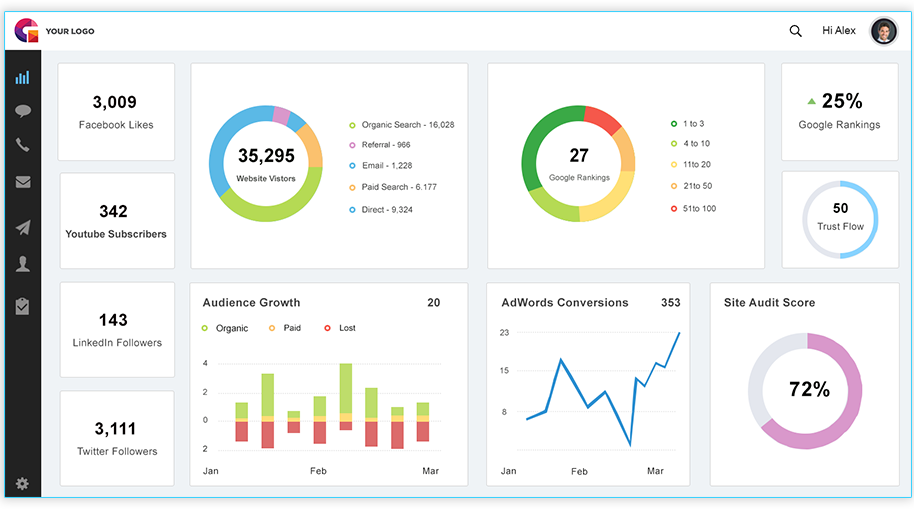 YOUR LOGO
Hi Alex
3,009
Facebook Likes
342
Youtube Subscribers
143
LinkedIn Followers
3,111
Twitter Followers
35,295
Website Vistors
Organic Search - 16,028
Referral - 966
Email - 1,228
Paid Search - 6.177
Direct - 9,324
27
Google Rankings
1 to 3
4 to 10
11to 20
21to 50
51to 100
25%
Google Rankings
50
Trust Flow
Audience Growth 20
Organic Paid Lost
4
2
0
2
Jan Feb Mar
AdWords Conversions 353
23
15
8
Jan Feb Mar
Site Audit Score
72%